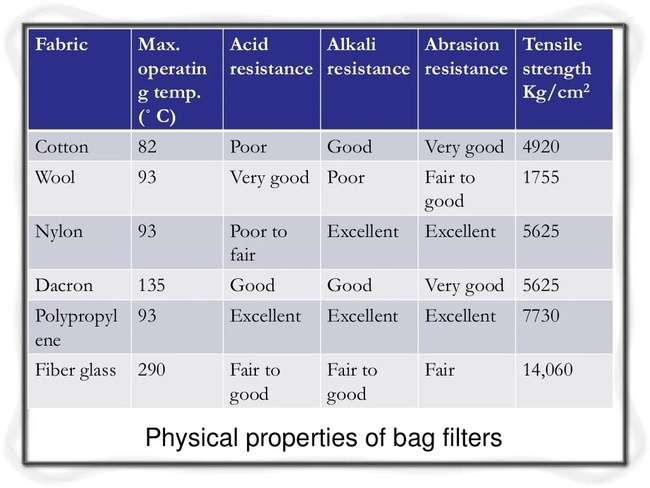 Fabric Max. operatin g temp. (˚ C) Acid resistance Alkali resistance Abrasion resistance Tensile strength Kg/cm²
Cotton 82 Poor Good Very good 4920
Wool 93 Very good Poor Fair to good 1755
Nylon 93 Poor to fair Excellent Excellent 5625
Dacron 135 Good Good Very good 5625
Polypropyl ene 93 Excellent Excellent Excellent 7730
Fiber glass 290 Fair to good Fair to good Fair 14,060
Physical properties of bag filters